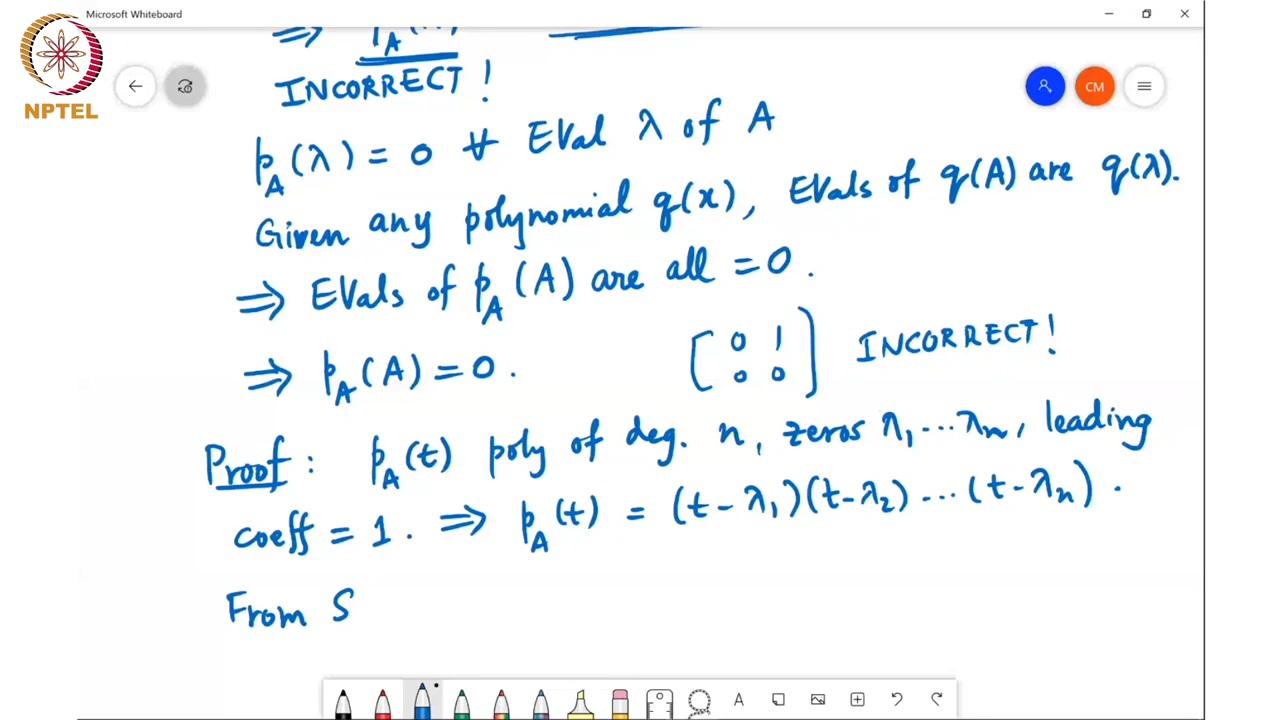 Microsoft Whiteboard
NPTEL
CM
⇒ p_A
INCORRECT!
p_A(λ) = 0 ∀ Eval λ of A
Given any polynomial q(x), Evals of q(A) are q(λ).
⇒ Evals of p_A(A) are all = 0.
⇒ p_A(A) = 0. [0 1
0 0] INCORRECT!
Proof: p_A(t) poly of deg. n, zeros λ₁...λₙ, leading
coeff = 1. ⇒ p_A(t) = (t-λ₁)(t-λ₂)...(t-λₙ).
From S
A